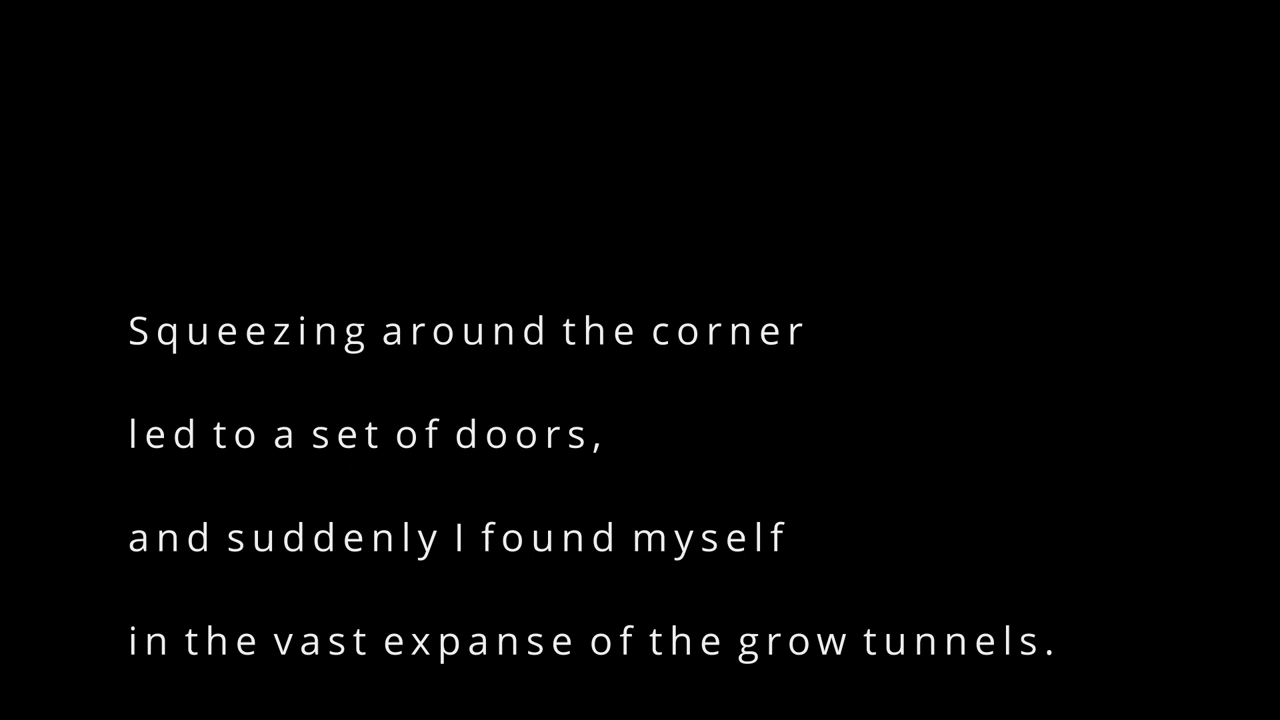 Squeezing around the corner
led to a set of doors,
and suddenly I found myself
in the vast expanse of the grow tunnels.